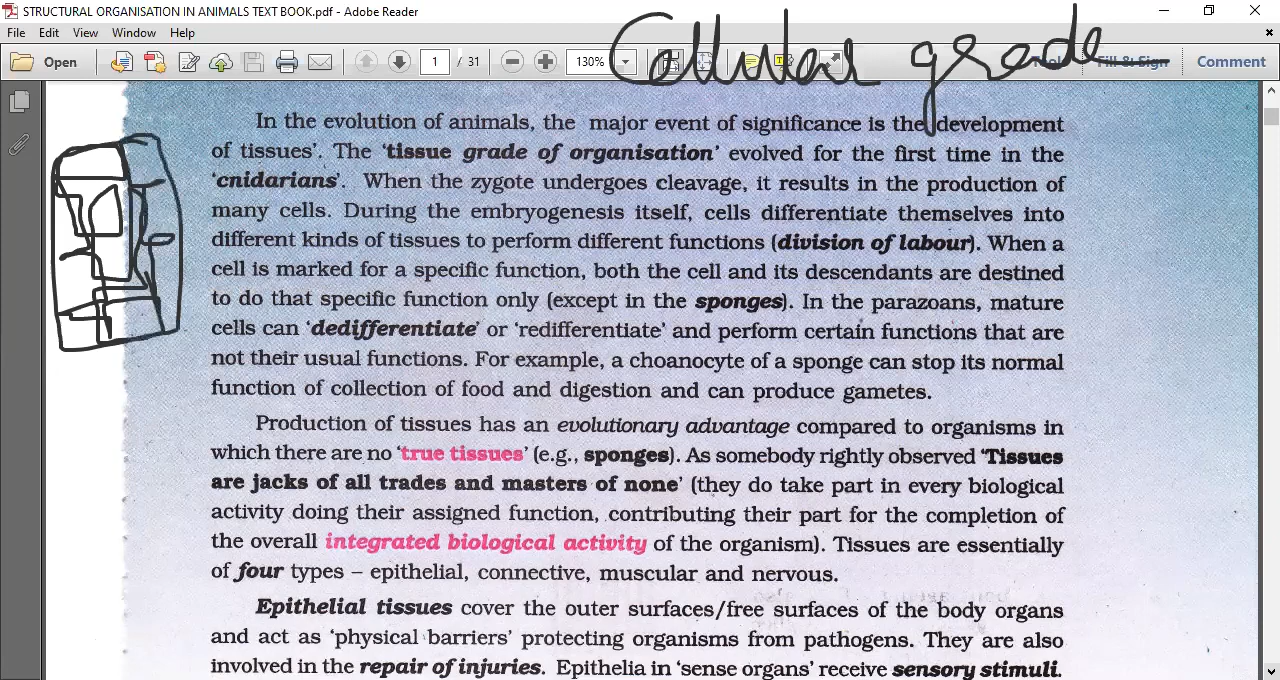 STRUCTURAL ORGANISATION IN ANIMALS TEXT BOOK.pdf - Adobe Reader
File Edit View Window Help
Open 1 / 31 130% Tools Fill & Sign Comment
Cellular grade
In the evolution of animals, the major event of significance is the 'development
of tissues'. The 'tissue grade of organisation' evolved for the first time in the
'cnidarians'. When the zygote undergoes cleavage, it results in the production of
many cells. During the embryogenesis itself, cells differentiate themselves into
different kinds of tissues to perform different functions (division of labour). When a
cell is marked for a specific function, both the cell and its descendants are destined
to do that specific function only (except in the sponges). In the parazoans, mature
cells can 'dedifferentiate' or 'redifferentiate' and perform certain functions that are
not their usual functions. For example, a choanocyte of a sponge can stop its normal
function of collection of food and digestion and can produce gametes.
Production of tissues has an evolutionary advantage compared to organisms in
which there are no 'true tissues' (e.g., sponges). As somebody rightly observed 'Tissues
are jacks of all trades and masters of none' (they do take part in every biological
activity doing their assigned function, contributing their part for the completion of
the overall integrated biological activity of the organism). Tissues are essentially
of four types – epithelial, connective, muscular and nervous.
Epithelial tissues cover the outer surfaces/free surfaces of the body organs
and act as 'physical barriers' protecting organisms from pathogens. They are also
involved in the repair of injuries. Epithelia in 'sense organs' receive sensory stimuli.